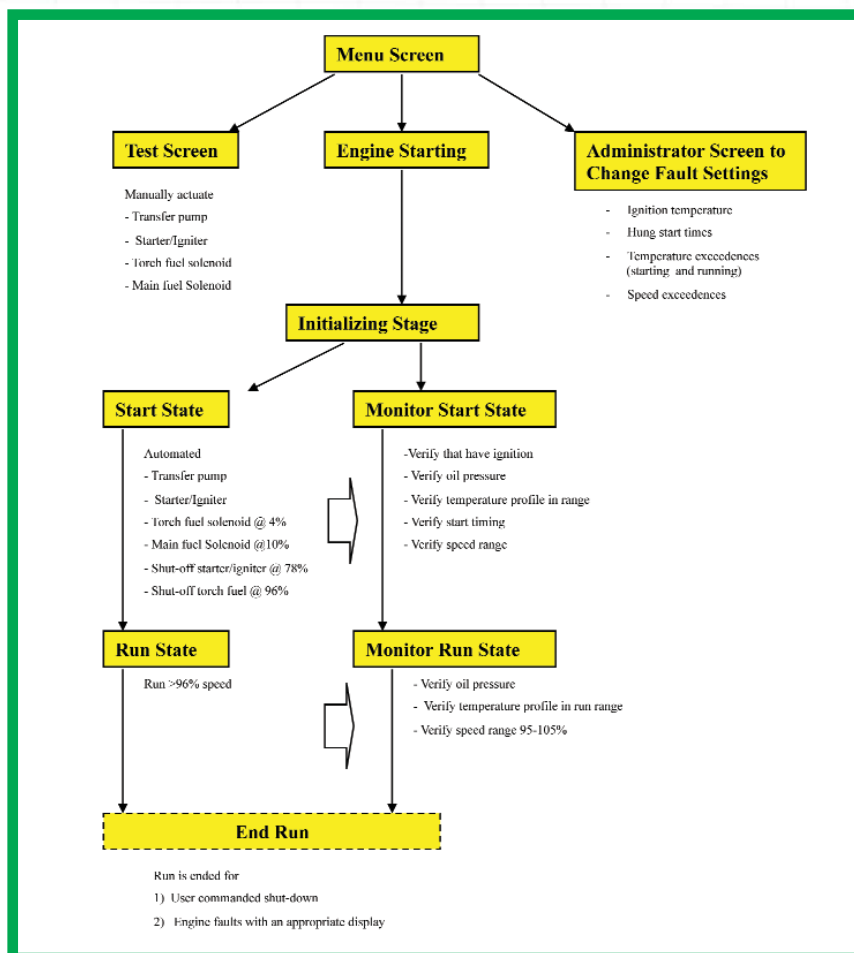 Menu Screen
Test Screen
Engine Starting
Administrator Screen to
Change Fault Settings
Manually actuate
- Transfer pump
- Starter/Igniter
- Torch fuel solenoid
- Main fuel Solenoid
- Ignition temperature
- Hung start times
- Temperature exceedences
(starting and running)
- Speed exceedences
Initializing Stage
Start State
Monitor Start State
Automated
- Transfer pump
- Starter/Igniter
- Torch fuel solenoid @ 4%
- Main fuel Solenoid @10%
- Shut-off starter/igniter @ 78%
- Shut-off torch fuel @ 96%
-Verify that have ignition
- Verify oil pressure
- Verify temperature profile in range
- Verify start timing
- Verify speed range
Run State
Monitor Run State
Run >96% speed
- Verify oil pressure
- Verify temperature profile in run range
- Verify speed range 95-105%
End Run
Run is ended for
1) User commanded shut-down
2) Engine faults with an appropriate display